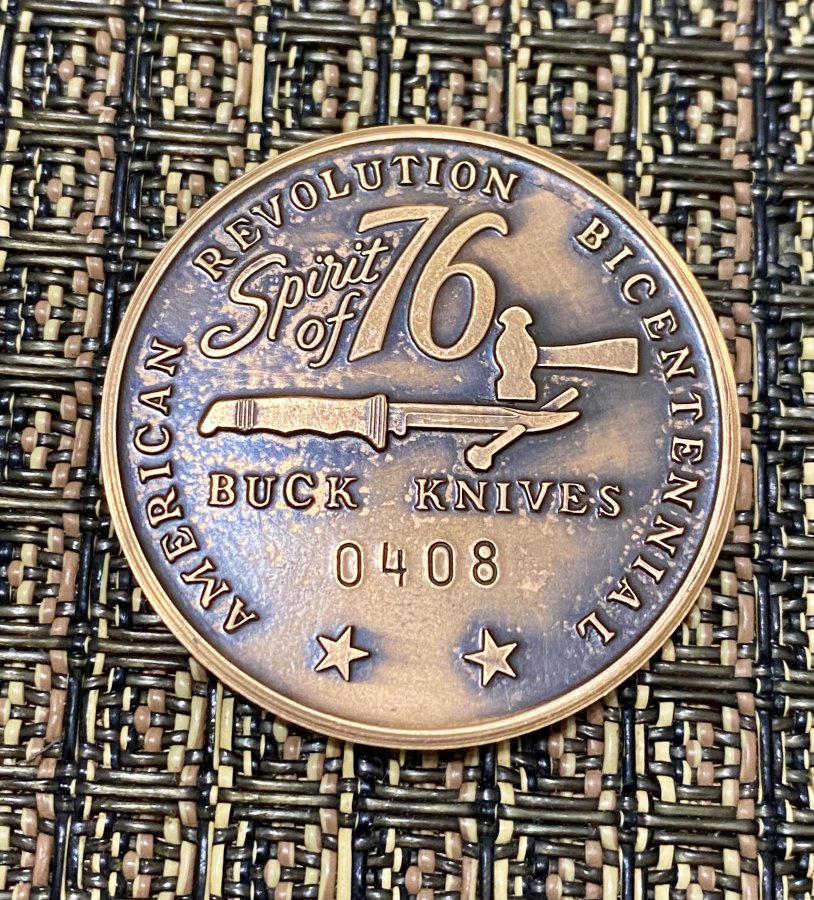 AMERICAN REVOLUTION BICENTENNIAL
Spirit
of 76
BUCK KNIVES
0408